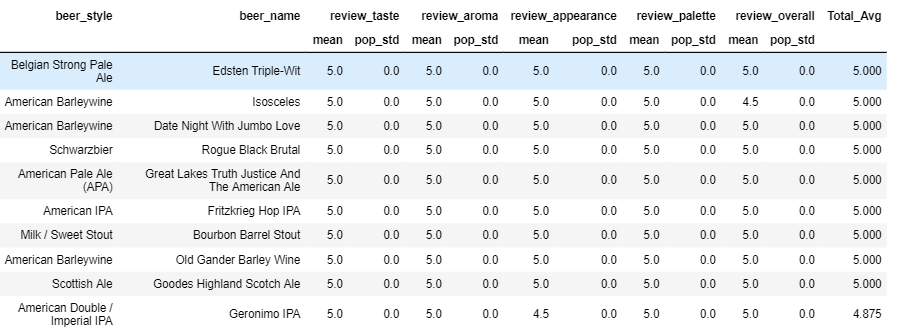 beer_style beer_name review_taste review_aroma review_appearance review_palette review_overall Total_Avg
mean pop_std mean pop_std mean pop_std mean pop_std mean pop_std
Belgian Strong Pale
Ale Edsten Triple-Wit 5.0 0.0 5.0 0.0 5.0 0.0 5.0 0.0 5.0 0.0 5.000
American Barleywine Isosceles 5.0 0.0 5.0 0.0 5.0 0.0 5.0 0.0 4.5 0.0 5.000
American Barleywine Date Night With Jumbo Love 5.0 0.0 5.0 0.0 5.0 0.0 5.0 0.0 5.0 0.0 5.000
Schwarzbier Rogue Black Brutal 5.0 0.0 5.0 0.0 5.0 0.0 5.0 0.0 5.0 0.0 5.000
American Pale Ale Great Lakes Truth Justice And
(APA) The American Ale 5.0 0.0 5.0 0.0 5.0 0.0 5.0 0.0 5.0 0.0 5.000
American IPA Fritzkrieg Hop IPA 5.0 0.0 5.0 0.0 5.0 0.0 5.0 0.0 5.0 0.0 5.000
Milk / Sweet Stout Bourbon Barrel Stout 5.0 0.0 5.0 0.0 5.0 0.0 5.0 0.0 5.0 0.0 5.000
American Barleywine Old Gander Barley Wine 5.0 0.0 5.0 0.0 5.0 0.0 5.0 0.0 5.0 0.0 5.000
Scottish Ale Goodes Highland Scotch Ale 5.0 0.0 5.0 0.0 5.0 0.0 5.0 0.0 5.0 0.0 5.000
American Double /
Imperial IPA Geronimo IPA 5.0 0.0 5.0 0.0 4.5 0.0 5.0 0.0 5.0 0.0 4.875